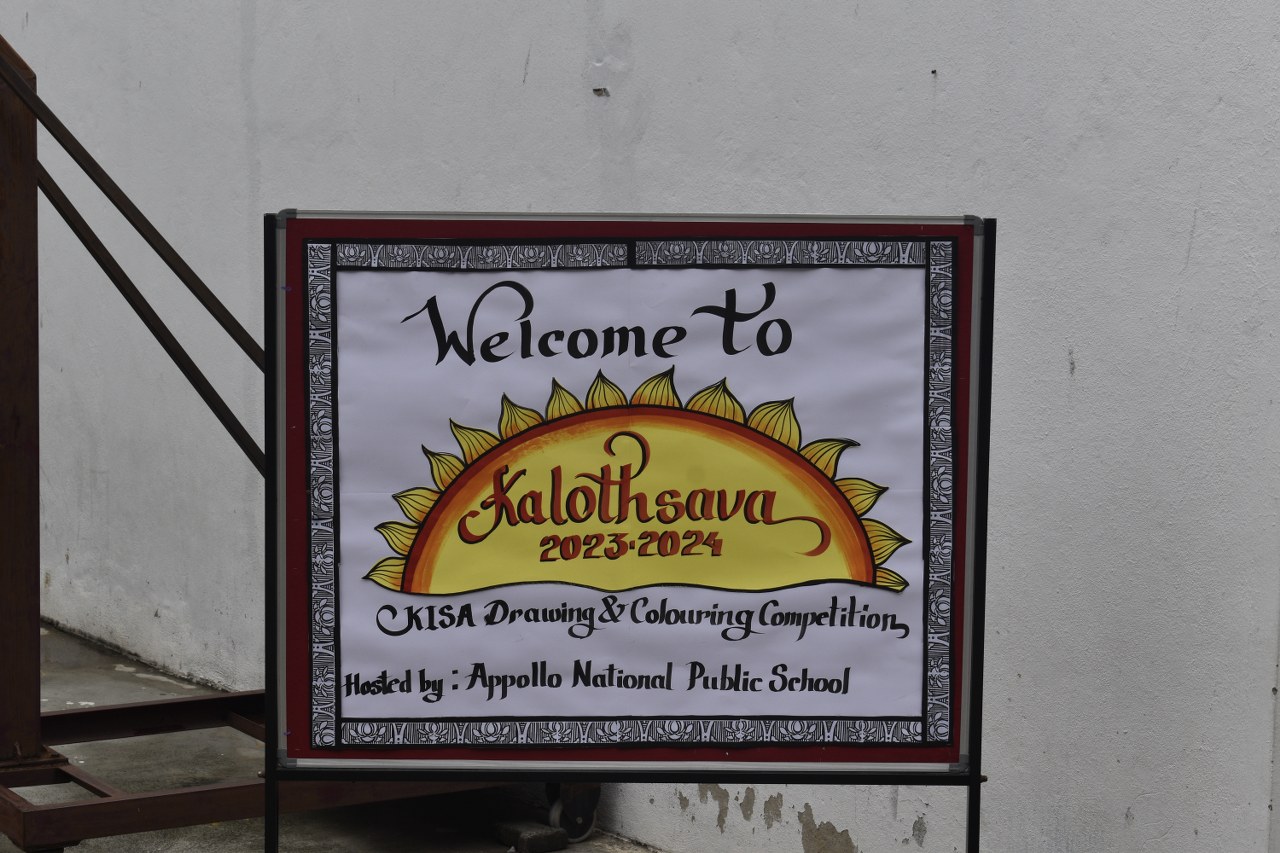 Welcome To
Kalothsava
2023-2024
KISA Drawing & Colouring Competition
Hosted by : Appollo National Public School